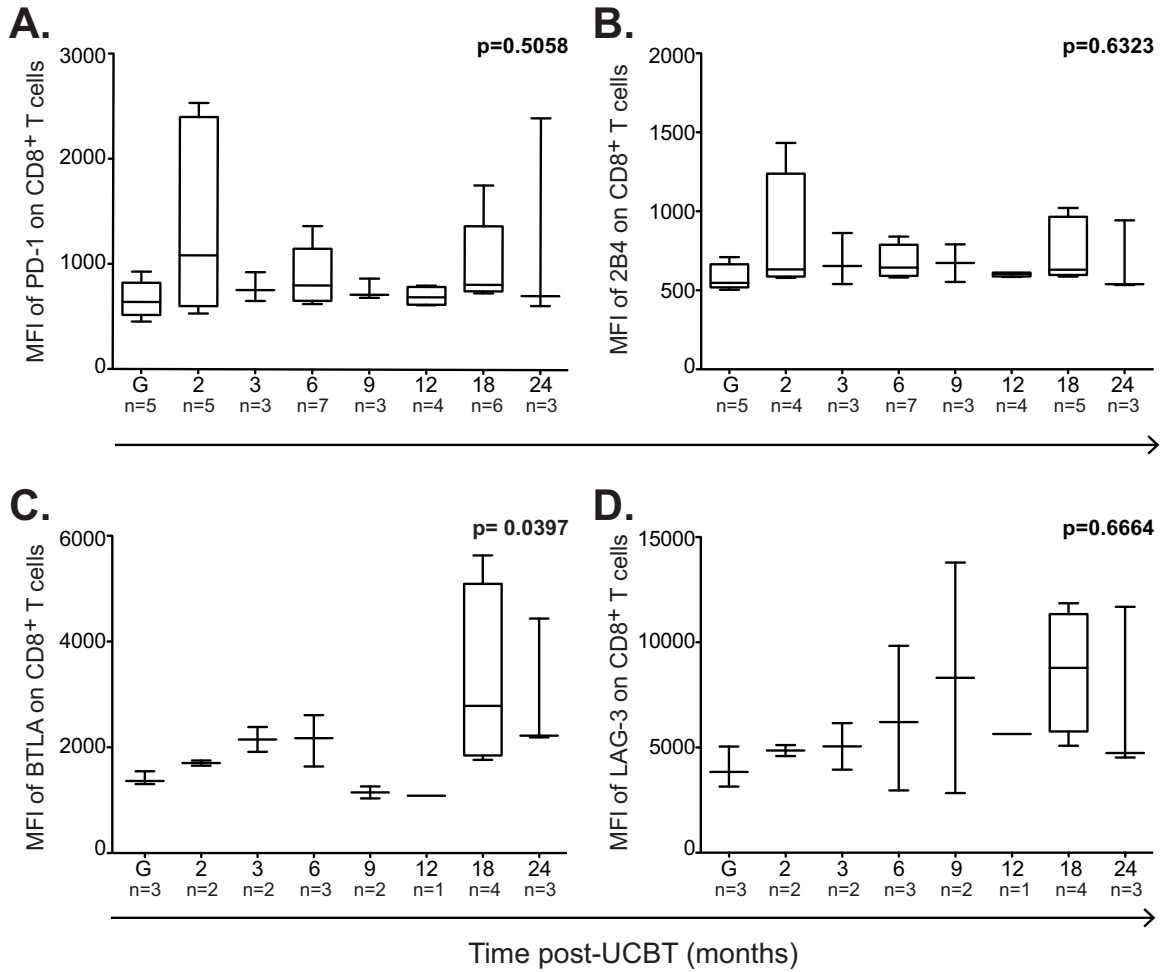 A.
p=0.5058
MFI of PD-1 on CD8+ T cells
3000
2000
1000
0
G 2 3 6 9 12 18 24
n=5 n=5 n=3 n=7 n=3 n=4 n=6 n=3
B.
p=0.6323
MFI of 2B4 on CD8+ T cells
2000
1500
1000
500
0
G 2 3 6 9 12 18 24
n=5 n=4 n=3 n=7 n=3 n=4 n=5 n=3
C.
p= 0.0397
MFI of BTLA on CD8+ T cells
6000
4000
2000
0
G 2 3 6 9 12 18 24
n=3 n=2 n=2 n=3 n=2 n=1 n=4 n=3
D.
p=0.6664
MFI of LAG-3 on CD8+ T cells
15000
10000
5000
0
G 2 3 6 9 12 18 24
n=3 n=2 n=2 n=3 n=2 n=1 n=4 n=3
Time post-UCBT (months)